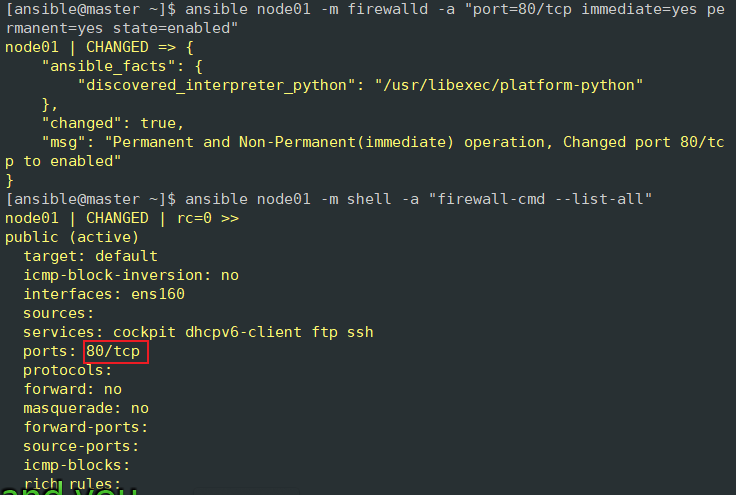 [ansible@master ~]$ ansible node01 -m firewalld -a "port=80/tcp immediate=yes pe
rmanent=yes state=enabled"
node01 | CHANGED => {
    "ansible_facts": {
        "discovered_interpreter_python": "/usr/libexec/platform-python"
    },
    "changed": true,
    "msg": "Permanent and Non-Permanent(immediate) operation, Changed port 80/tc
p to enabled"
}
[ansible@master ~]$ ansible node01 -m shell -a "firewall-cmd --list-all"
node01 | CHANGED | rc=0 >>
public (active)
  target: default
  icmp-block-inversion: no
  interfaces: ens160
  sources:
  services: cockpit dhcpv6-client ftp ssh
  ports: 80/tcp
  protocols:
  forward: no
  masquerade: no
  forward-ports:
  source-ports:
  icmp-blocks:
  rich rules:
and you